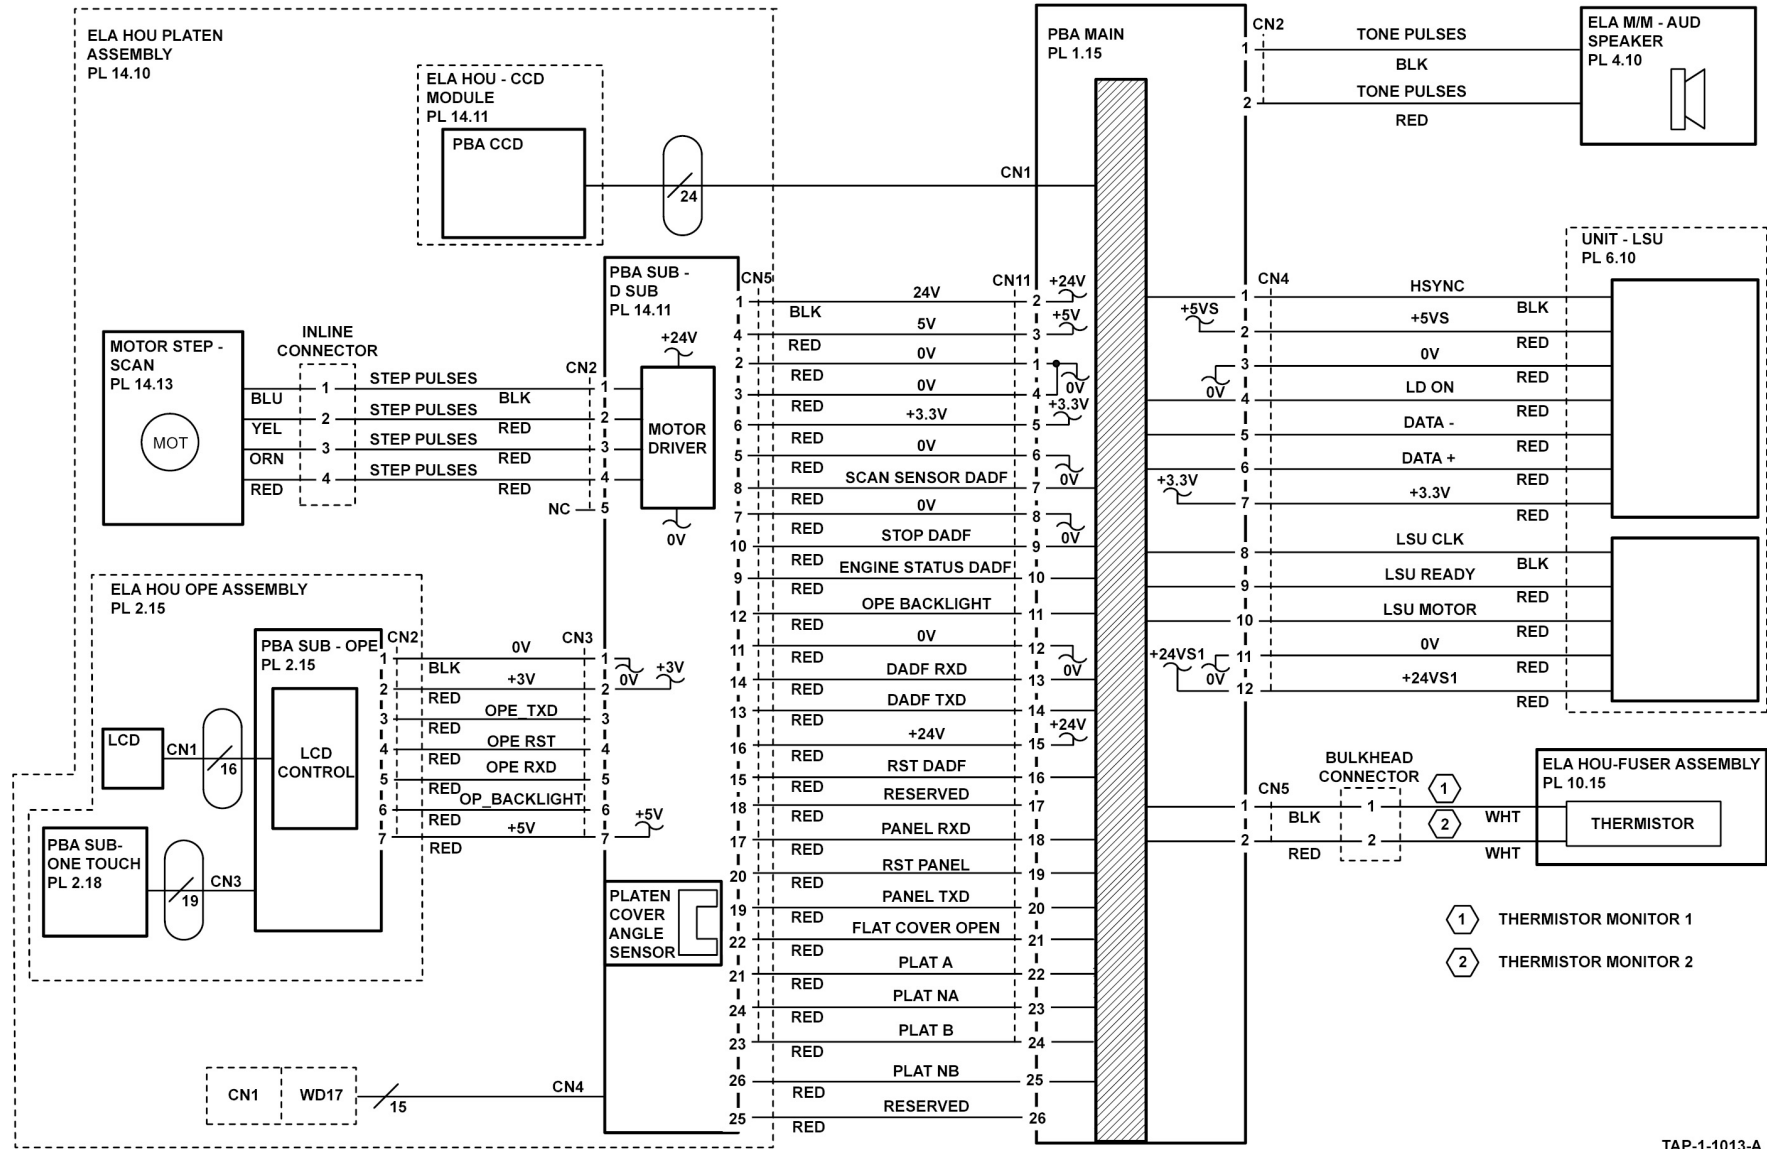 ELA HOU PLATEN
ASSEMBLY
PL 14.10
ELA HOU - CCD
MODULE
PL 14.11
PBA CCD
24
CN1
PBA MAIN
PL 1.15
CN2
1 TONE PULSES
BLK
2 TONE PULSES
RED
ELA M/M - AUD
SPEAKER
PL 4.10
MOTOR STEP -
SCAN
PL 14.13
MOT
INLINE
CONNECTOR
CN2
BLU 1 STEP PULSES BLK 1
YEL 2 STEP PULSES RED 2
ORN 3 STEP PULSES RED 3
RED 4 STEP PULSES RED 4
NC 5
PBA SUB -
D SUB
PL 14.11
+24V
MOTOR
DRIVER
0V
CN5 CN11
1 BLK 24V 2 +24V
4 RED 5V 3 +5V
2 RED 0V 1 0V
3 RED 0V 4
6 RED +3.3V 5 +3.3V
5 RED 0V 6 0V
8 RED SCAN SENSOR DADF 7
7 RED 0V 8 0V
10 RED STOP DADF 9
9 RED ENGINE STATUS DADF 10
12 RED OPE BACKLIGHT 11
11 RED 0V 12 0V
14 RED DADF RXD 13
13 RED DADF TXD 14
16 RED +24V 15 +24V
15 RED RST DADF 16
18 RED RESERVED 17
17 RED PANEL RXD 18
20 RED RST PANEL 19
19 RED PANEL TXD 20
22 RED FLAT COVER OPEN 21
21 RED PLAT A 22
24 RED PLAT NA 23
23 RED PLAT B 24
26 RED PLAT NB 25
25 RED RESERVED 26
UNIT - LSU
PL 6.10
CN4
1 HSYNC BLK
+5VS 2 +5VS RED
0V 3 0V RED
4 LD ON RED
5 DATA - RED
6 DATA + RED
+3.3V 7 +3.3V RED
8 LSU CLK BLK
9 LSU READY RED
10 LSU MOTOR RED
0V 11 0V RED
+24VS1 12 +24VS1 RED
ELA HOU OPE ASSEMBLY
PL 2.15
PBA SUB - OPE
PL 2.15
LCD
CN1
16
LCD
CONTROL
PBA SUB-
ONE TOUCH
PL 2.18
19
CN3
CN2 CN3
1 BLK 0V 1 0V
2 RED +3V 2 +3V
3 RED OPE_TXD 3
4 RED OPE RST 4
5 RED OPE RXD 5
6 RED OP_BACKLIGHT 6
7 RED +5V 7 +5V
PLATEN
COVER
ANGLE
SENSOR
CN1 WD17
15
CN4
CN5
BULKHEAD
CONNECTOR
1 BLK 1 1 WHT
2 RED 2 2 WHT
ELA HOU-FUSER ASSEMBLY
PL 10.15
THERMISTOR
1 THERMISTOR MONITOR 1
2 THERMISTOR MONITOR 2
TAP-1-1013-A